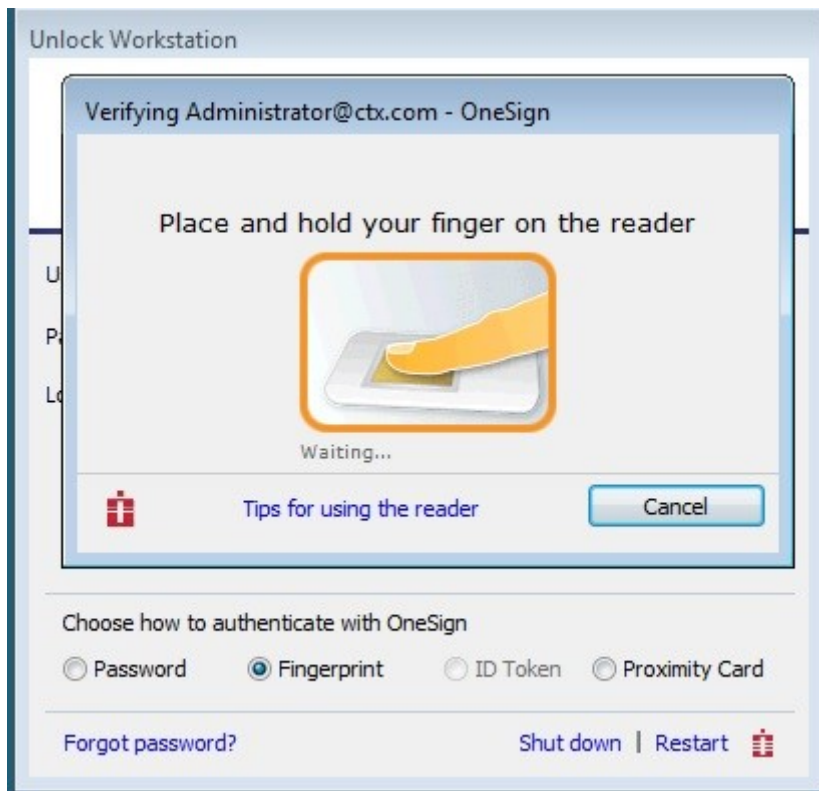 Unlock Workstation
Verifying Administrator@ctx.com - OneSign
Place and hold your finger on the reader
Waiting...
Tips for using the reader
Cancel
Choose how to authenticate with OneSign
Password Fingerprint ID Token Proximity Card
Forgot password? Shut down | Restart